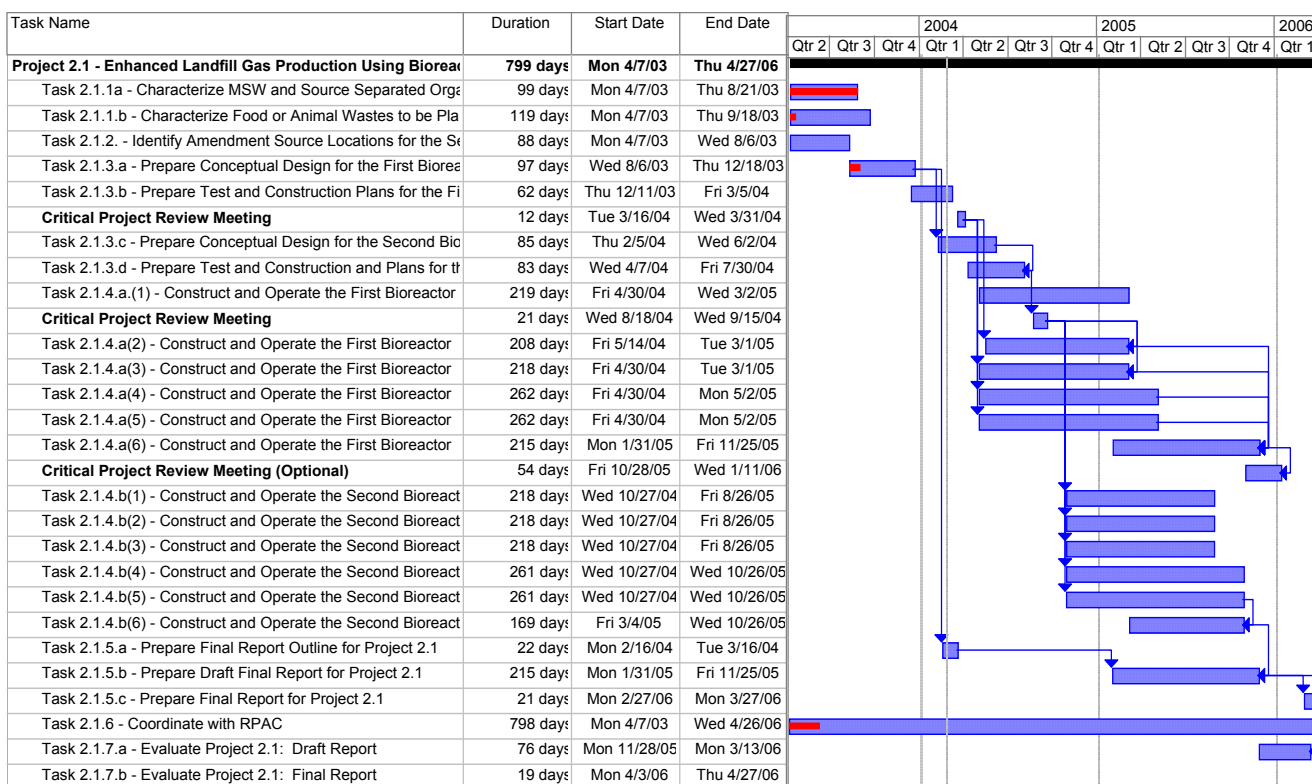 Task Name Duration Start Date End Date 2004 2005 2006
Qtr 2 Qtr 3 Qtr 4 Qtr 1 Qtr 2 Qtr 3 Qtr 4 Qtr 1 Qtr 2 Qtr 3 Qtr 4 Qtr 1
Project 2.1 - Enhanced Landfill Gas Production Using Biorea 799 days Mon 4/7/03 Thu 4/27/06
Task 2.1.1a - Characterize MSW and Source Separated Orga 99 days Mon 4/7/03 Thu 8/21/03
Task 2.1.1.b - Characterize Food or Animal Wastes to be Pla 119 days Mon 4/7/03 Thu 9/18/03
Task 2.1.2. - Identify Amendment Source Locations for the Se 88 days Mon 4/7/03 Wed 8/6/03
Task 2.1.3.a - Prepare Conceptual Design for the First Biorea 97 days Wed 8/6/03 Thu 12/18/03
Task 2.1.3.b - Prepare Test and Construction Plans for the Fi 62 days Thu 12/11/03 Fri 3/5/04
Critical Project Review Meeting 12 days Tue 3/16/04 Wed 3/31/04
Task 2.1.3.c - Prepare Conceptual Design for the Second Bio 85 days Thu 2/5/04 Wed 6/2/04
Task 2.1.3.d - Prepare Test and Construction and Plans for th 83 days Wed 4/7/04 Fri 7/30/04
Task 2.1.4.a.(1) - Construct and Operate the First Bioreactor 219 days Fri 4/30/04 Wed 3/2/05
Critical Project Review Meeting 21 days Wed 8/18/04 Wed 9/15/04
Task 2.1.4.a(2) - Construct and Operate the First Bioreactor 208 days Fri 5/14/04 Tue 3/1/05
Task 2.1.4.a(3) - Construct and Operate the First Bioreactor 218 days Fri 4/30/04 Tue 3/1/05
Task 2.1.4.a(4) - Construct and Operate the First Bioreactor 262 days Fri 4/30/04 Mon 5/2/05
Task 2.1.4.a(5) - Construct and Operate the First Bioreactor 262 days Fri 4/30/04 Mon 5/2/05
Task 2.1.4.a(6) - Construct and Operate the First Bioreactor 215 days Mon 1/31/05 Fri 11/25/05
Critical Project Review Meeting (Optional) 54 days Fri 10/28/05 Wed 1/11/06
Task 2.1.4.b(1) - Construct and Operate the Second Bioreact 218 days Wed 10/27/04 Fri 8/26/05
Task 2.1.4.b(2) - Construct and Operate the Second Bioreact 218 days Wed 10/27/04 Fri 8/26/05
Task 2.1.4.b(3) - Construct and Operate the Second Bioreact 218 days Wed 10/27/04 Fri 8/26/05
Task 2.1.4.b(4) - Construct and Operate the Second Bioreact 261 days Wed 10/27/04 Wed 10/26/05
Task 2.1.4.b(5) - Construct and Operate the Second Bioreact 261 days Wed 10/27/04 Wed 10/26/05
Task 2.1.4.b(6) - Construct and Operate the Second Bioreact 169 days Fri 3/4/05 Wed 10/26/05
Task 2.1.5.a - Prepare Final Report Outline for Project 2.1 22 days Mon 2/16/04 Tue 3/16/04
Task 2.1.5.b - Prepare Draft Final Report for Project 2.1 215 days Mon 1/31/05 Fri 11/25/05
Task 2.1.5.c - Prepare Final Report for Project 2.1 21 days Mon 2/27/06 Mon 3/27/06
Task 2.1.6 - Coordinate with RPAC 798 days Mon 4/7/03 Wed 4/26/06
Task 2.1.7.a - Evaluate Project 2.1: Draft Report 76 days Mon 11/28/05 Mon 3/13/06
Task 2.1.7.b - Evaluate Project 2.1: Final Report 19 days Mon 4/3/06 Thu 4/27/06